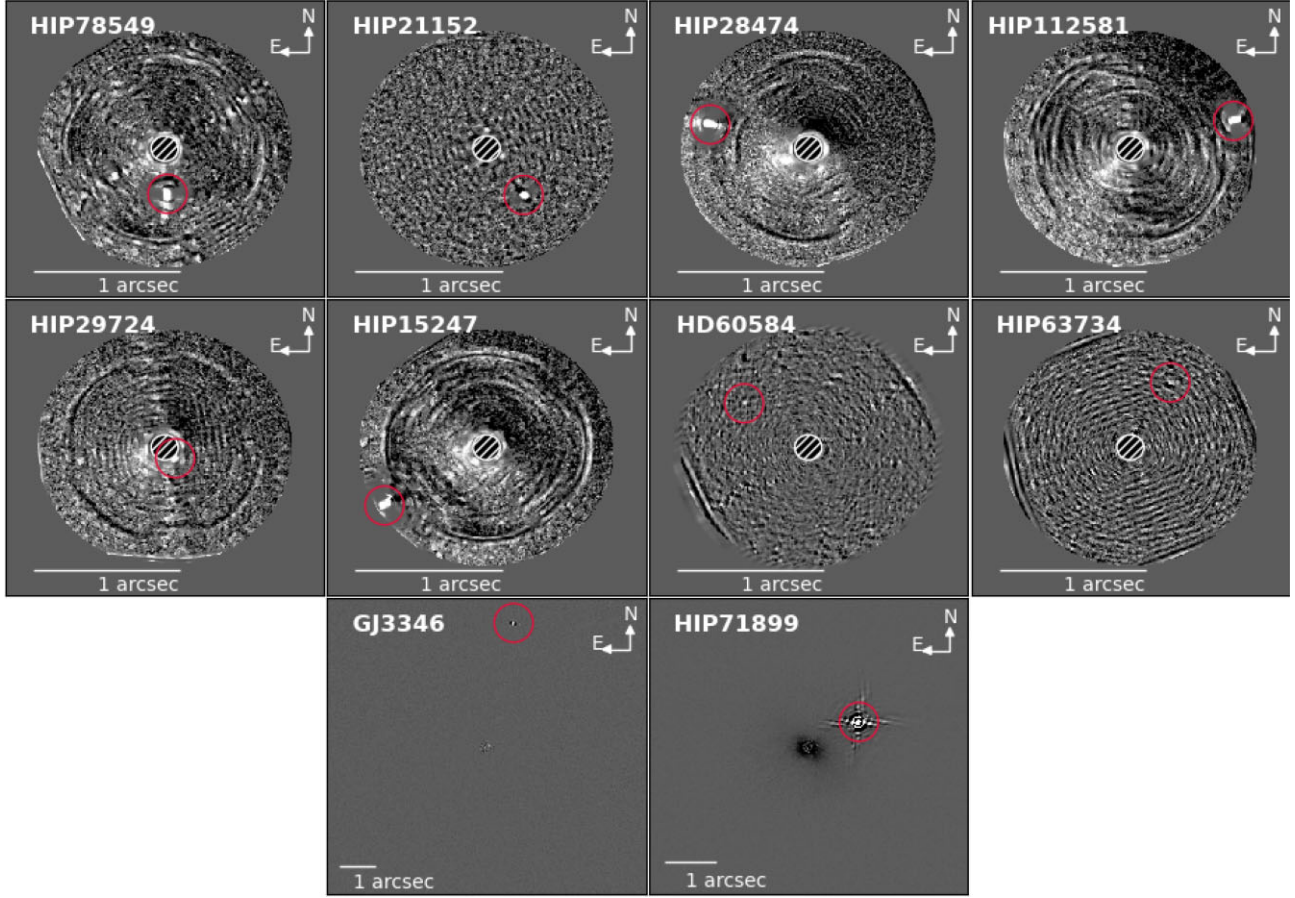 HIP78549
N
E
1 arcsec
HIP21152
N
E
1 arcsec
HIP28474
N
E
1 arcsec
HIP112581
N
E
1 arcsec
HIP29724
N
E
1 arcsec
HIP15247
N
E
1 arcsec
HD60584
N
E
1 arcsec
HIP63734
N
E
1 arcsec
GJ3346
N
E
1 arcsec
HIP71899
N
E
1 arcsec